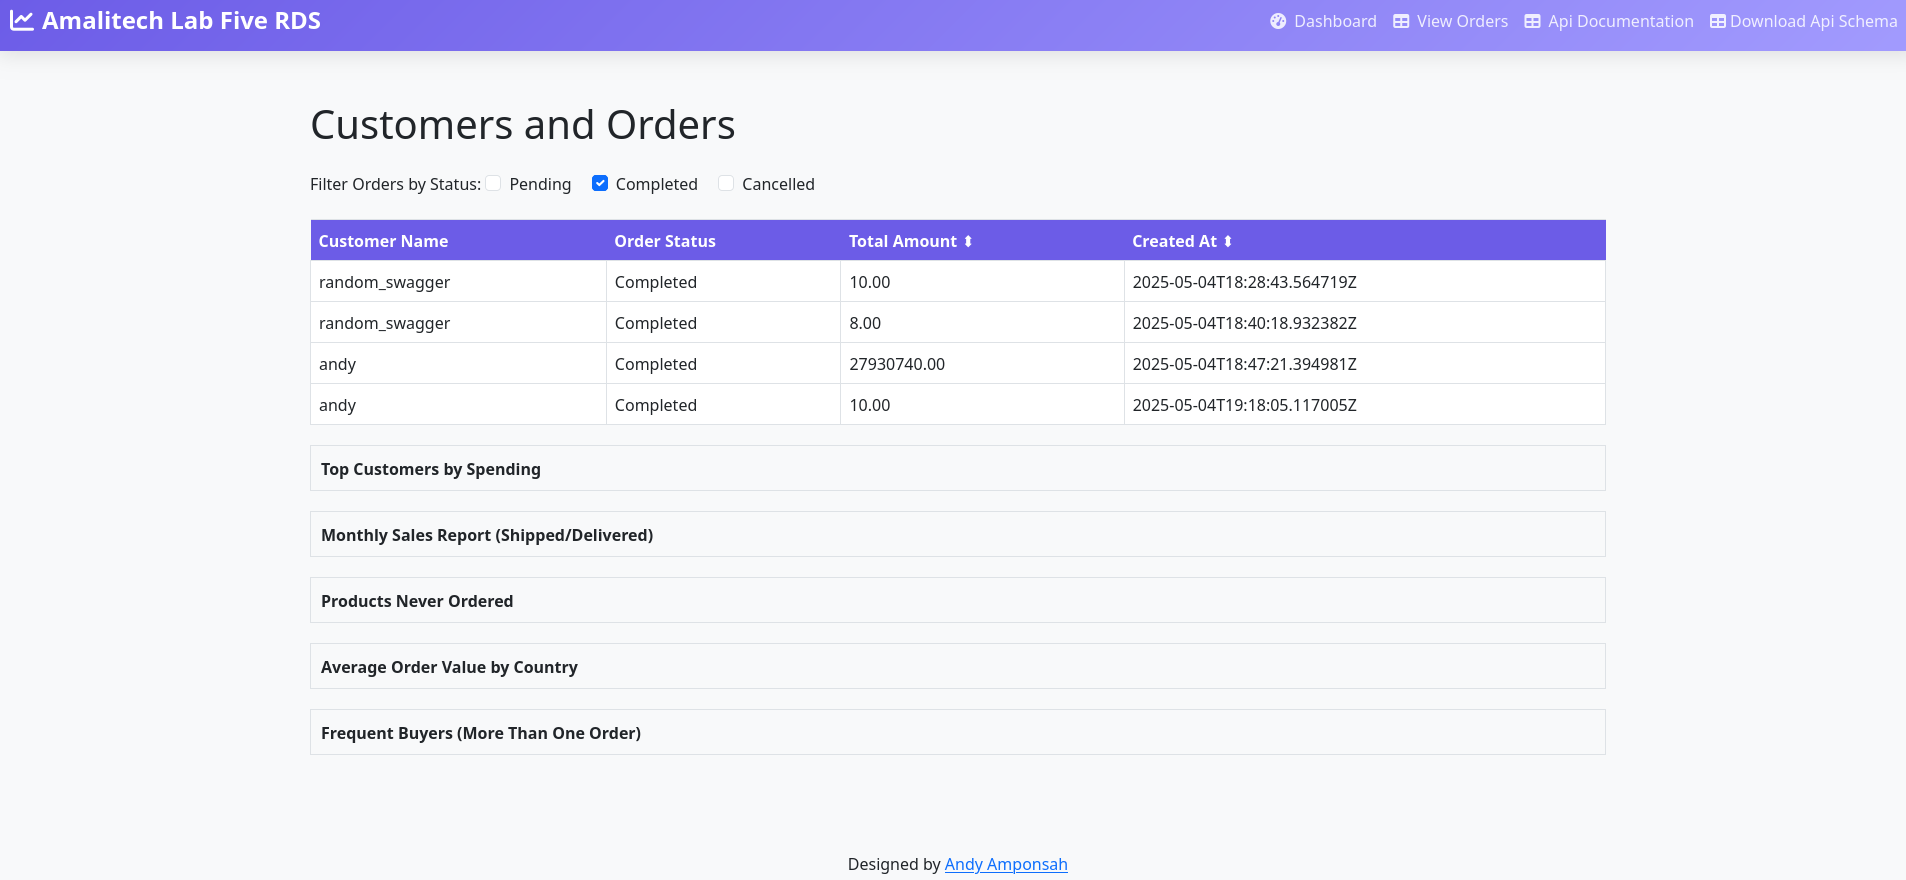 Amalitech Lab Five RDS Dashboard View Orders Api Documentation Download Api Schema
Customers and Orders
Filter Orders by Status: Pending Completed Cancelled
Customer Name Order Status Total Amount ⬍ Created At ⬍
random_swagger Completed 10.00 2025-05-04T18:28:43.564719Z
random_swagger Completed 8.00 2025-05-04T18:40:18.932382Z
andy Completed 27930740.00 2025-05-04T18:47:21.394981Z
andy Completed 10.00 2025-05-04T19:18:05.117005Z
Top Customers by Spending
Monthly Sales Report (Shipped/Delivered)
Products Never Ordered
Average Order Value by Country
Frequent Buyers (More Than One Order)
Designed by Andy Amponsah